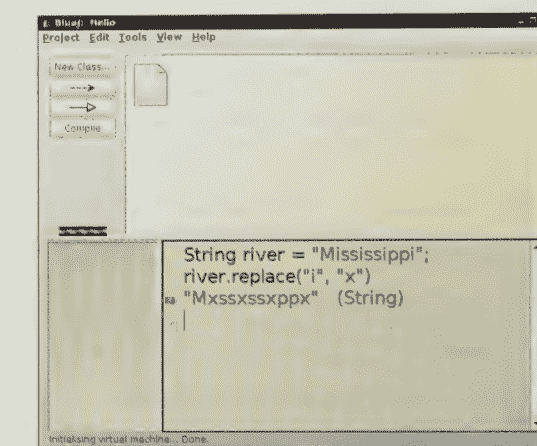 BlueJ: Hello
Project Edit Tools View Help
New Class...
Compile
String river = "Mississippi";
river.replace("i", "x")
"Mxssxssxppx" (String)
Initialising virtual machine... Done.